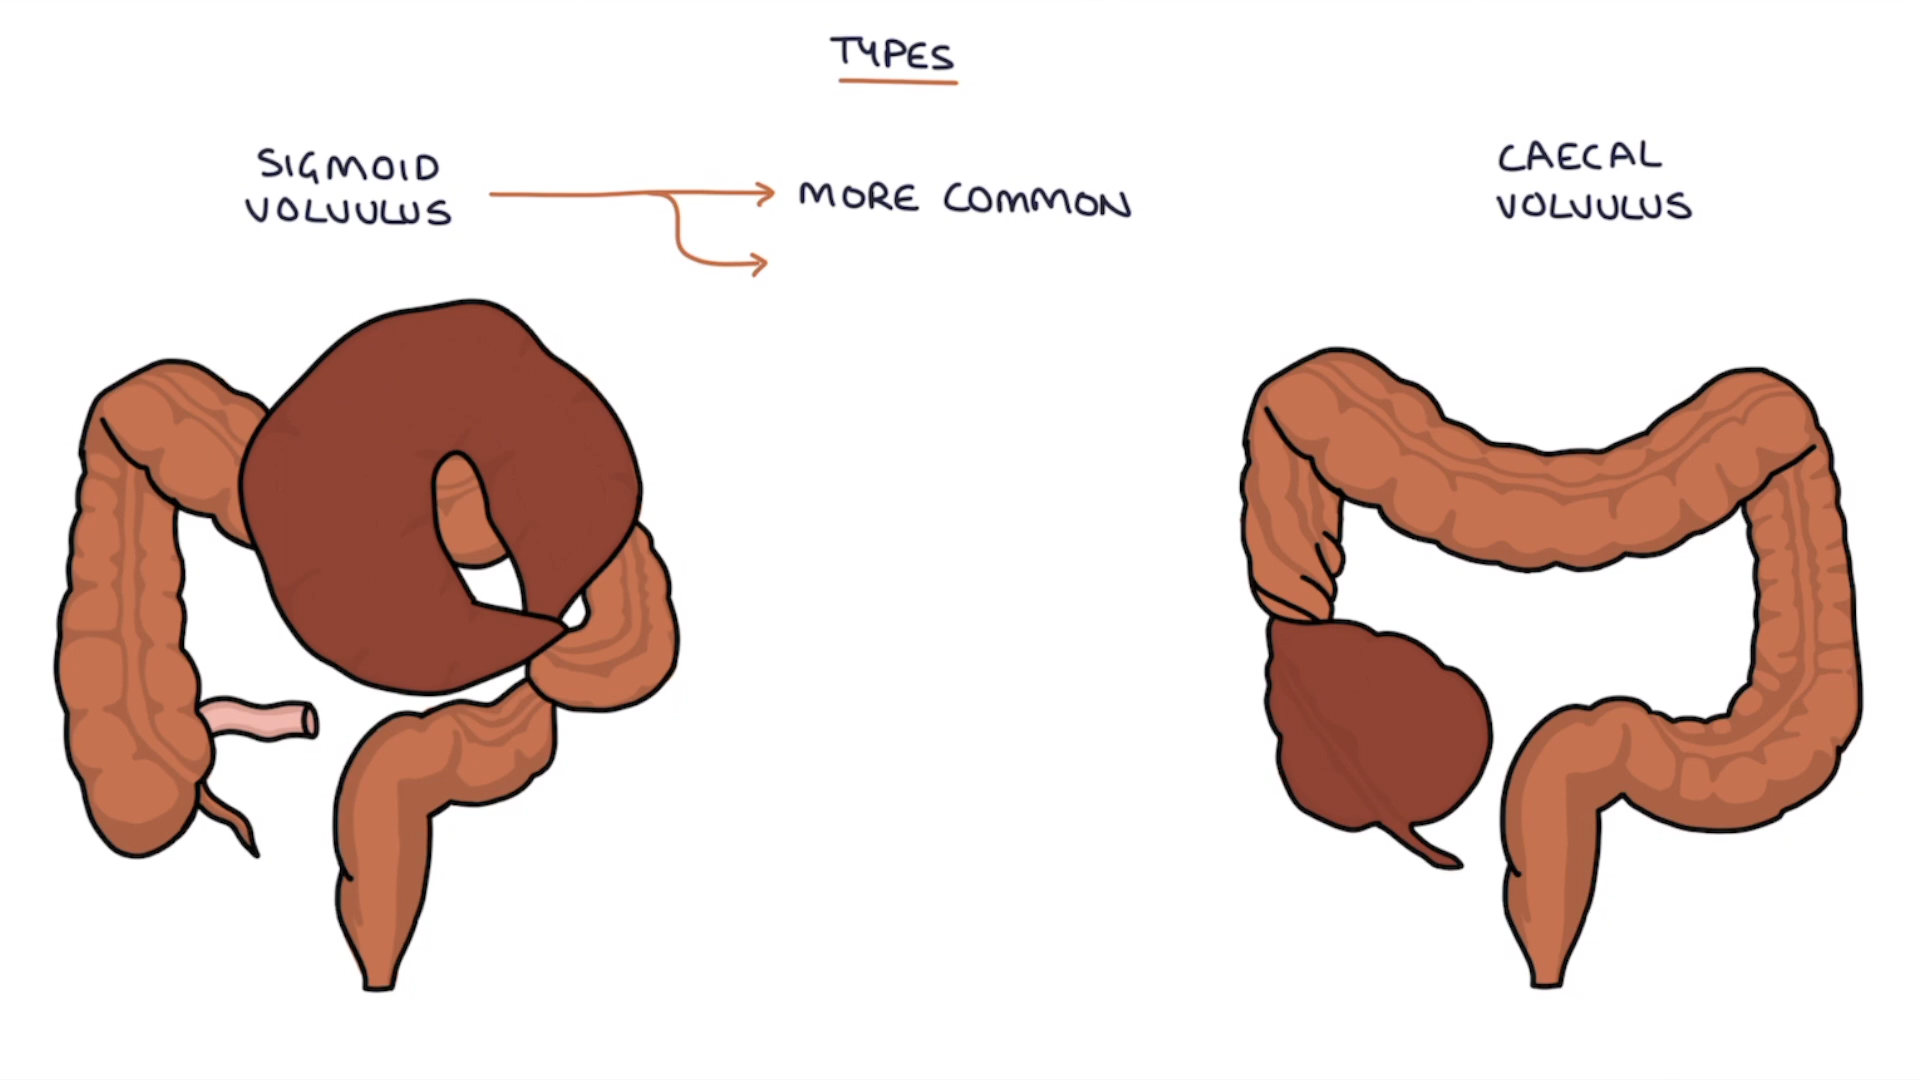 TYPES
SIGMOID
VOLVULUS
MORE COMMON
CAECAL
VOLVULUS